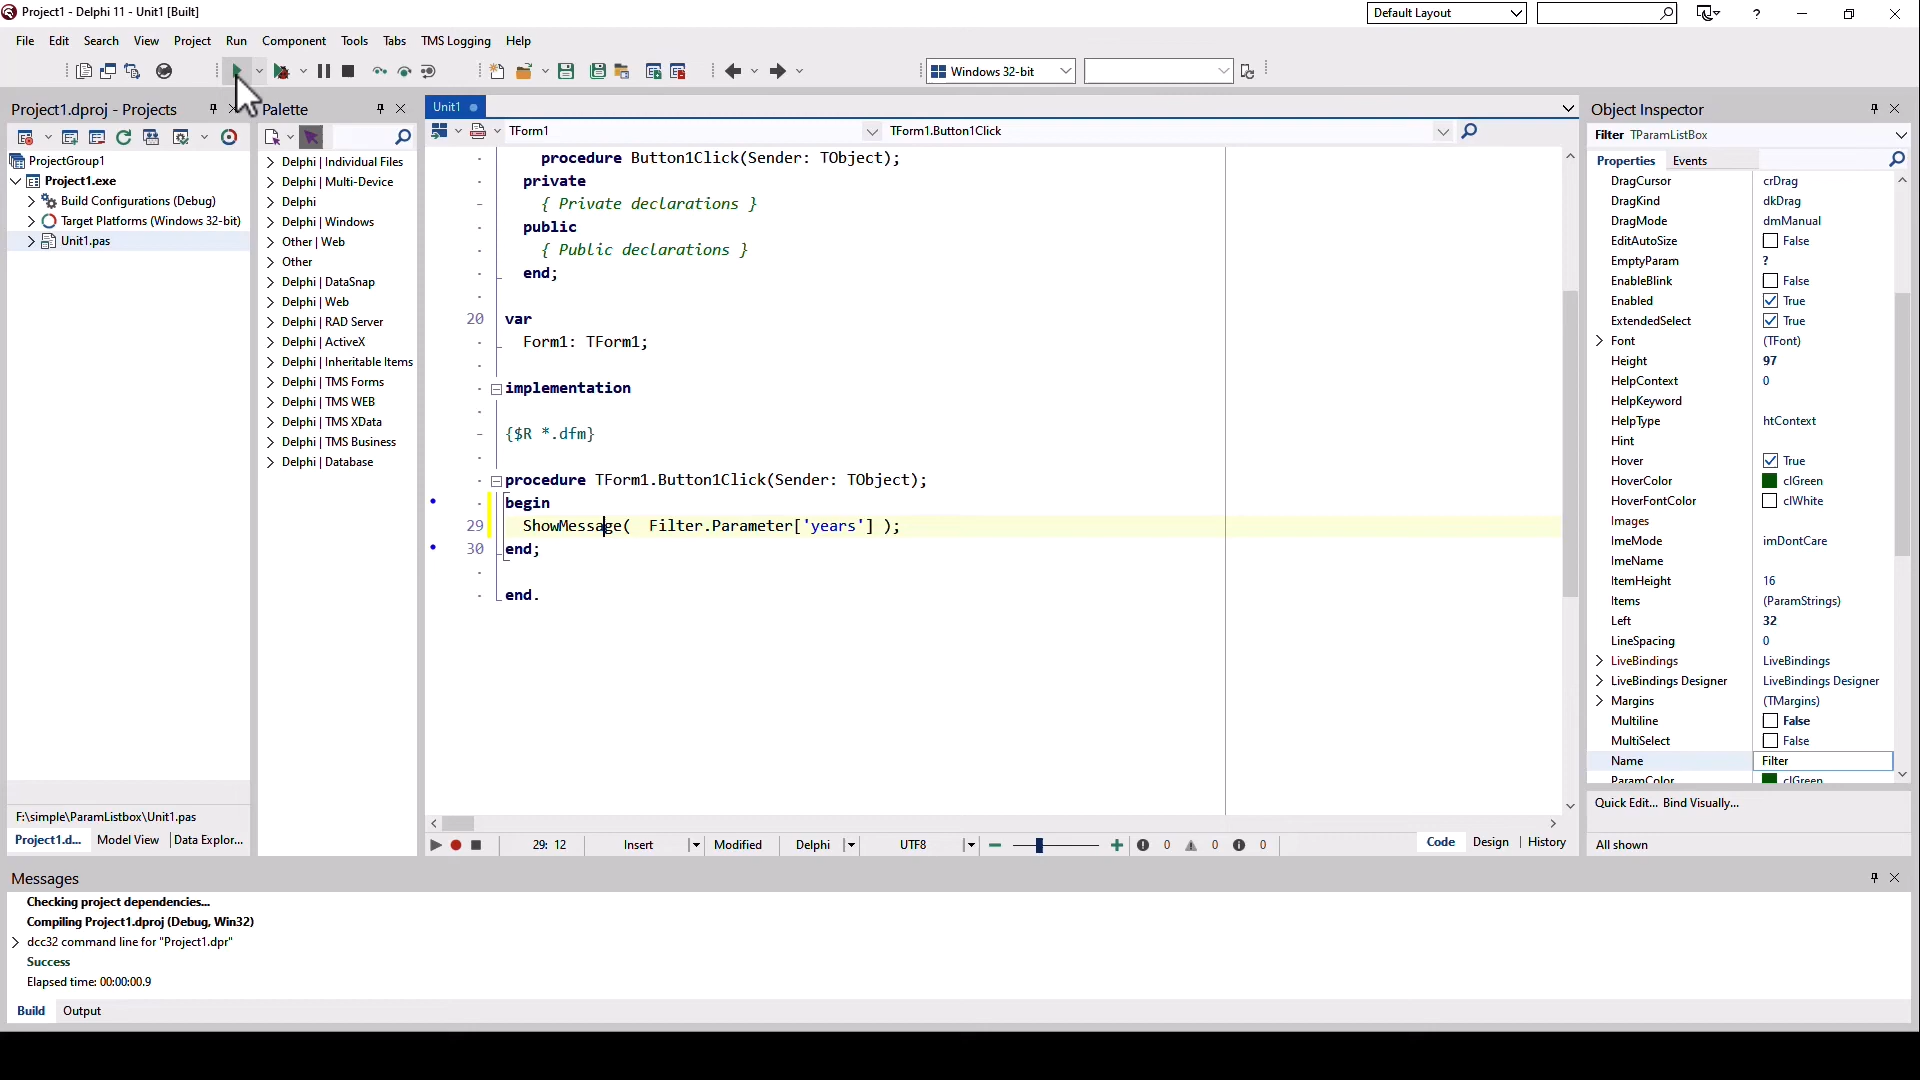 Project1 - Delphi 11 - Unit1 [Built]
Default Layout
?
File Edit Search View Project Run Component Tools Tabs TMS Logging Help
Windows 32-bit
Project1.dproj - Projects
ProjectGroup1
Project1.exe
Build Configurations (Debug)
Target Platforms (Windows 32-bit)
Unit1.pas
F:\simple\ParamListbox\Unit1.pas
Project1.d... Model View Data Explor...
Palette
Delphi | Individual Files
Delphi | Multi-Device
Delphi
Delphi | Windows
Other | Web
Other
Delphi | DataSnap
Delphi | Web
Delphi | RAD Server
Delphi | ActiveX
Delphi | Inheritable Items
Delphi | TMS Forms
Delphi | TMS WEB
Delphi | TMS XData
Delphi | TMS Business
Delphi | Database
Unit1
TForm1 TForm1.Button1Click
procedure Button1Click(Sender: TObject);
private
{ Private declarations }
public
{ Public declarations }
end;
20 var
Form1: TForm1;
implementation
{$R *.dfm}
procedure TForm1.Button1Click(Sender: TObject);
begin
29 ShowMessage(  Filter.Parameter['years'] );
30 end;
end.
29: 12 Insert Modified Delphi UTF8 0 0 0 Code Design History
Object Inspector
Filter TParamListBox
Properties Events
DragCursor crDrag
DragKind dkDrag
DragMode dmManual
EditAutoSize False
EmptyParam ?
EnableBlink False
Enabled True
ExtendedSelect True
Font (TFont)
Height 97
HelpContext 0
HelpKeyword
HelpType htContext
Hint
Hover True
HoverColor clGreen
HoverFontColor clWhite
Images
ImeMode imDontCare
ImeName
ItemHeight 16
Items (ParamStrings)
Left 32
LineSpacing 0
LiveBindings LiveBindings
LiveBindings Designer LiveBindings Designer
Margins (TMargins)
Multiline False
MultiSelect False
Name Filter
ParamColor clGreen
Quick Edit... Bind Visually...
All shown
Messages
Checking project dependencies...
Compiling Project1.dproj (Debug, Win32)
dcc32 command line for "Project1.dpr"
Success
Elapsed time: 00:00:00.9
Build Output